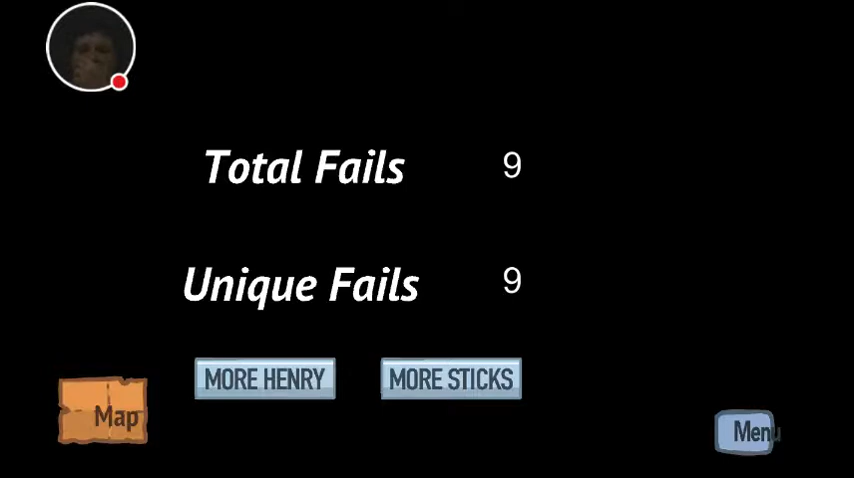 Total Fails 9
Unique Fails 9
MORE HENRY MORE STICKS
Map
Menu